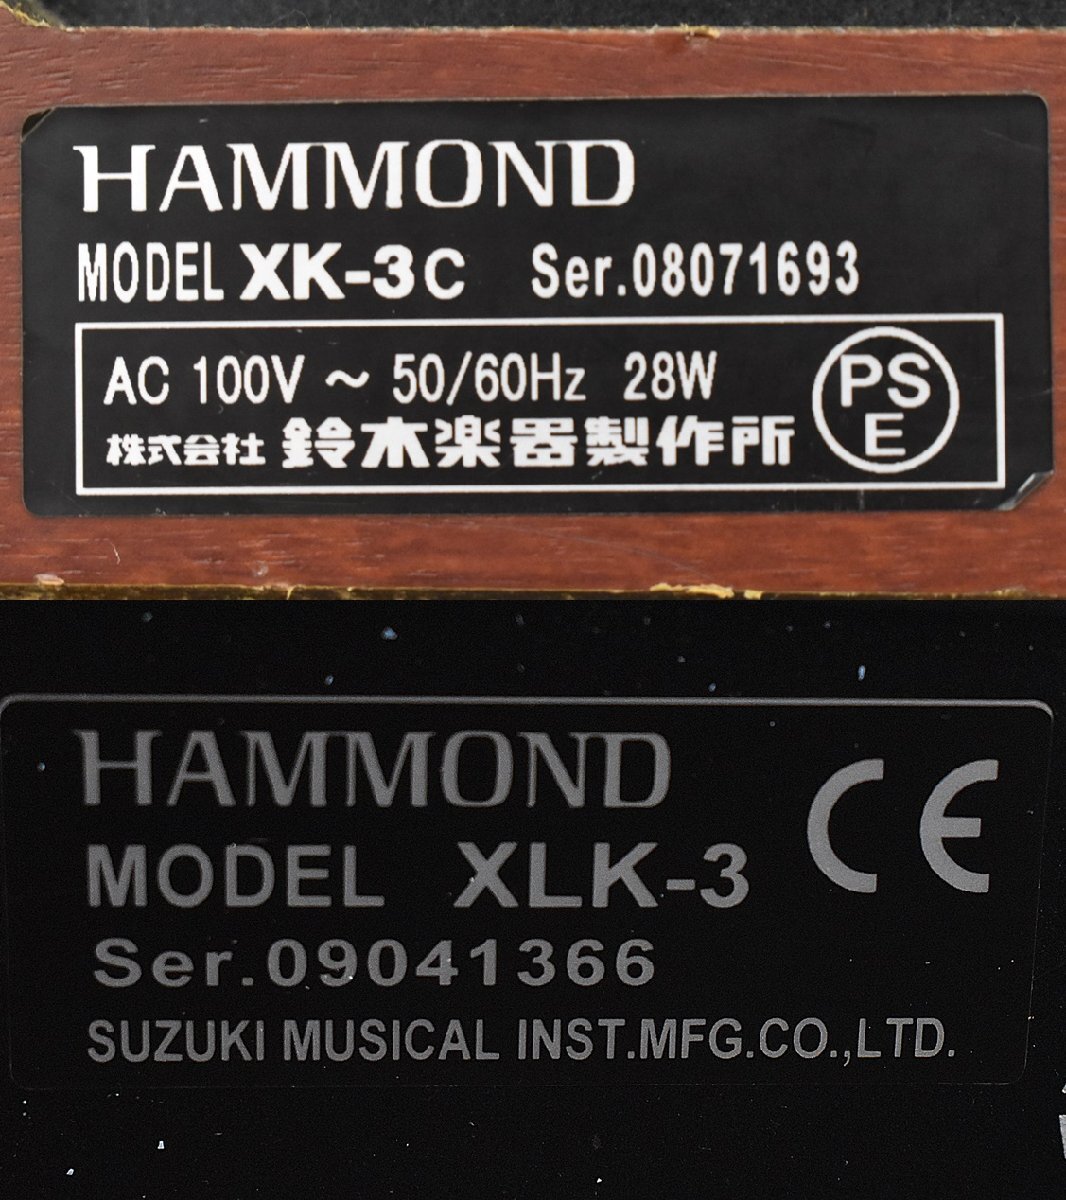 HAMMOND
MODEL XK-3C Ser.08071693
AC 100V ~ 50/60Hz 28W
株式会社 鈴木楽器製作所
PS
E
HAMMOND
MODEL XLK-3
CE
Ser.09041366
SUZUKI MUSICAL INST.MFG.CO.,LTD.